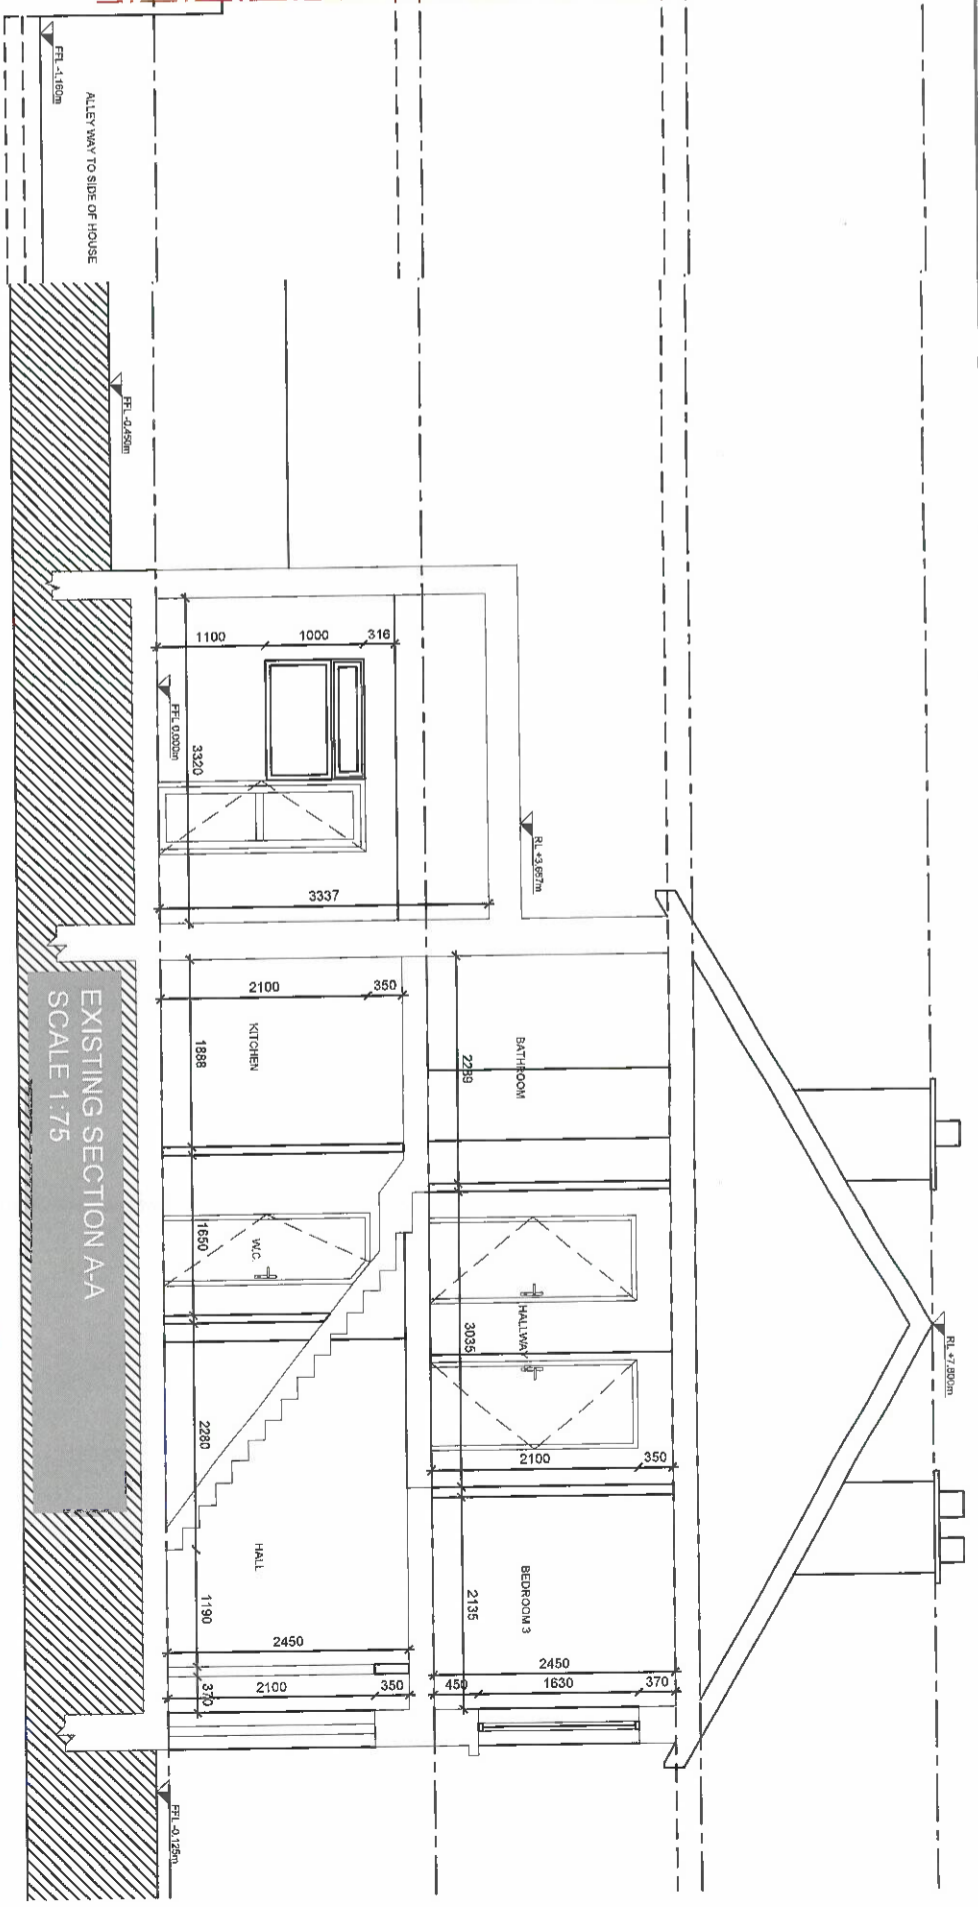 RL +7.800m
RL +3.667m
BATHROOM
2289
HALLWAY
3035
2100
350
BEDROOM 3
2135
2450
450
1630
370
316
1000
1100
3320
FFL 0.000m
3337
350
2100
KITCHEN
1888
W.C.
1650
2280
HALL
1190
2450
370
2100
350
ALLEY WAY TO SIDE OF HOUSE
FFL -1.160m
FFL -0.450m
FFL -0.125m
EXISTING SECTION A-A
SCALE 1:75